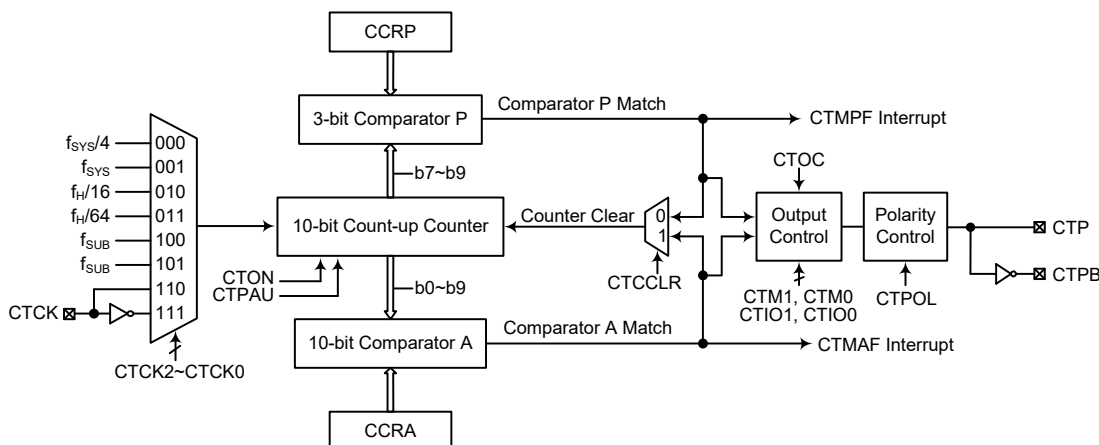 CCRP
3-bit Comparator P
Comparator P Match
CTMPF Interrupt
fSYS/4
000
fSYS
001
fH/16
010
fH/64
011
fSUB
100
fSUB
101
110
111
CTCK
CTCK2~CTCK0
b7~b9
10-bit Count-up Counter
CTON
CTPAU
b0~b9
Counter Clear
0
1
CTCCLR
CTOC
Output
Control
CTM1, CTM0
CTIO1, CTIO0
Polarity
Control
CTPOL
CTP
CTPB
10-bit Comparator A
Comparator A Match
CTMAF Interrupt
CCRA